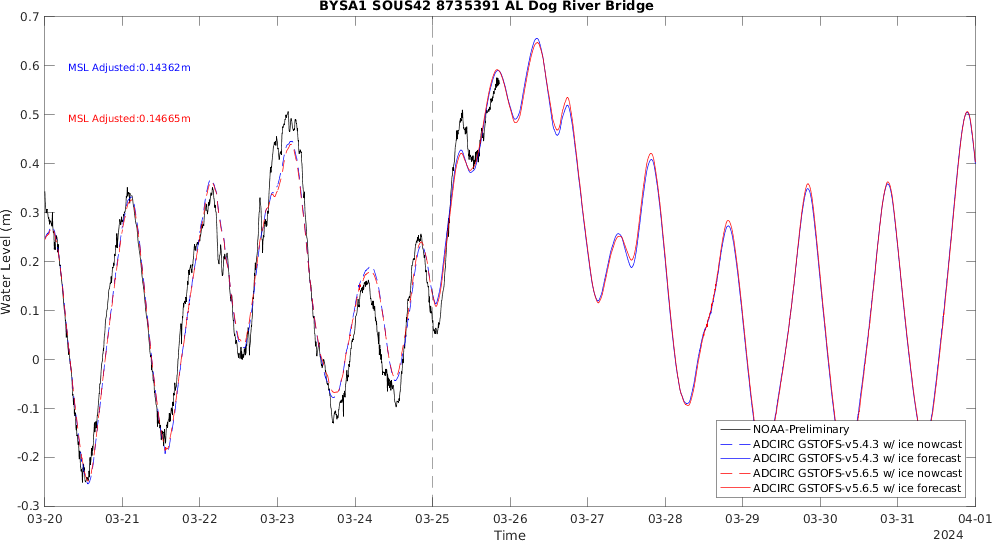 BYSA1 SOUS42 8735391 AL Dog River Bridge
0.7
0.6
0.5
0.4
0.3
0.2
0.1
0
-0.1
-0.2
-0.3
Water Level (m)
MSL Adjusted:0.14362m
MSL Adjusted:0.14665m
NOAA-Preliminary
ADCIRC GSTOFS-v5.4.3 w/ ice nowcast
ADCIRC GSTOFS-v5.4.3 w/ ice forecast
ADCIRC GSTOFS-v5.6.5 w/ ice nowcast
ADCIRC GSTOFS-v5.6.5 w/ ice forecast
03-20 03-21 03-22 03-23 03-24 03-25 03-26 03-27 03-28 03-29 03-30 03-31 04-01
Time
2024